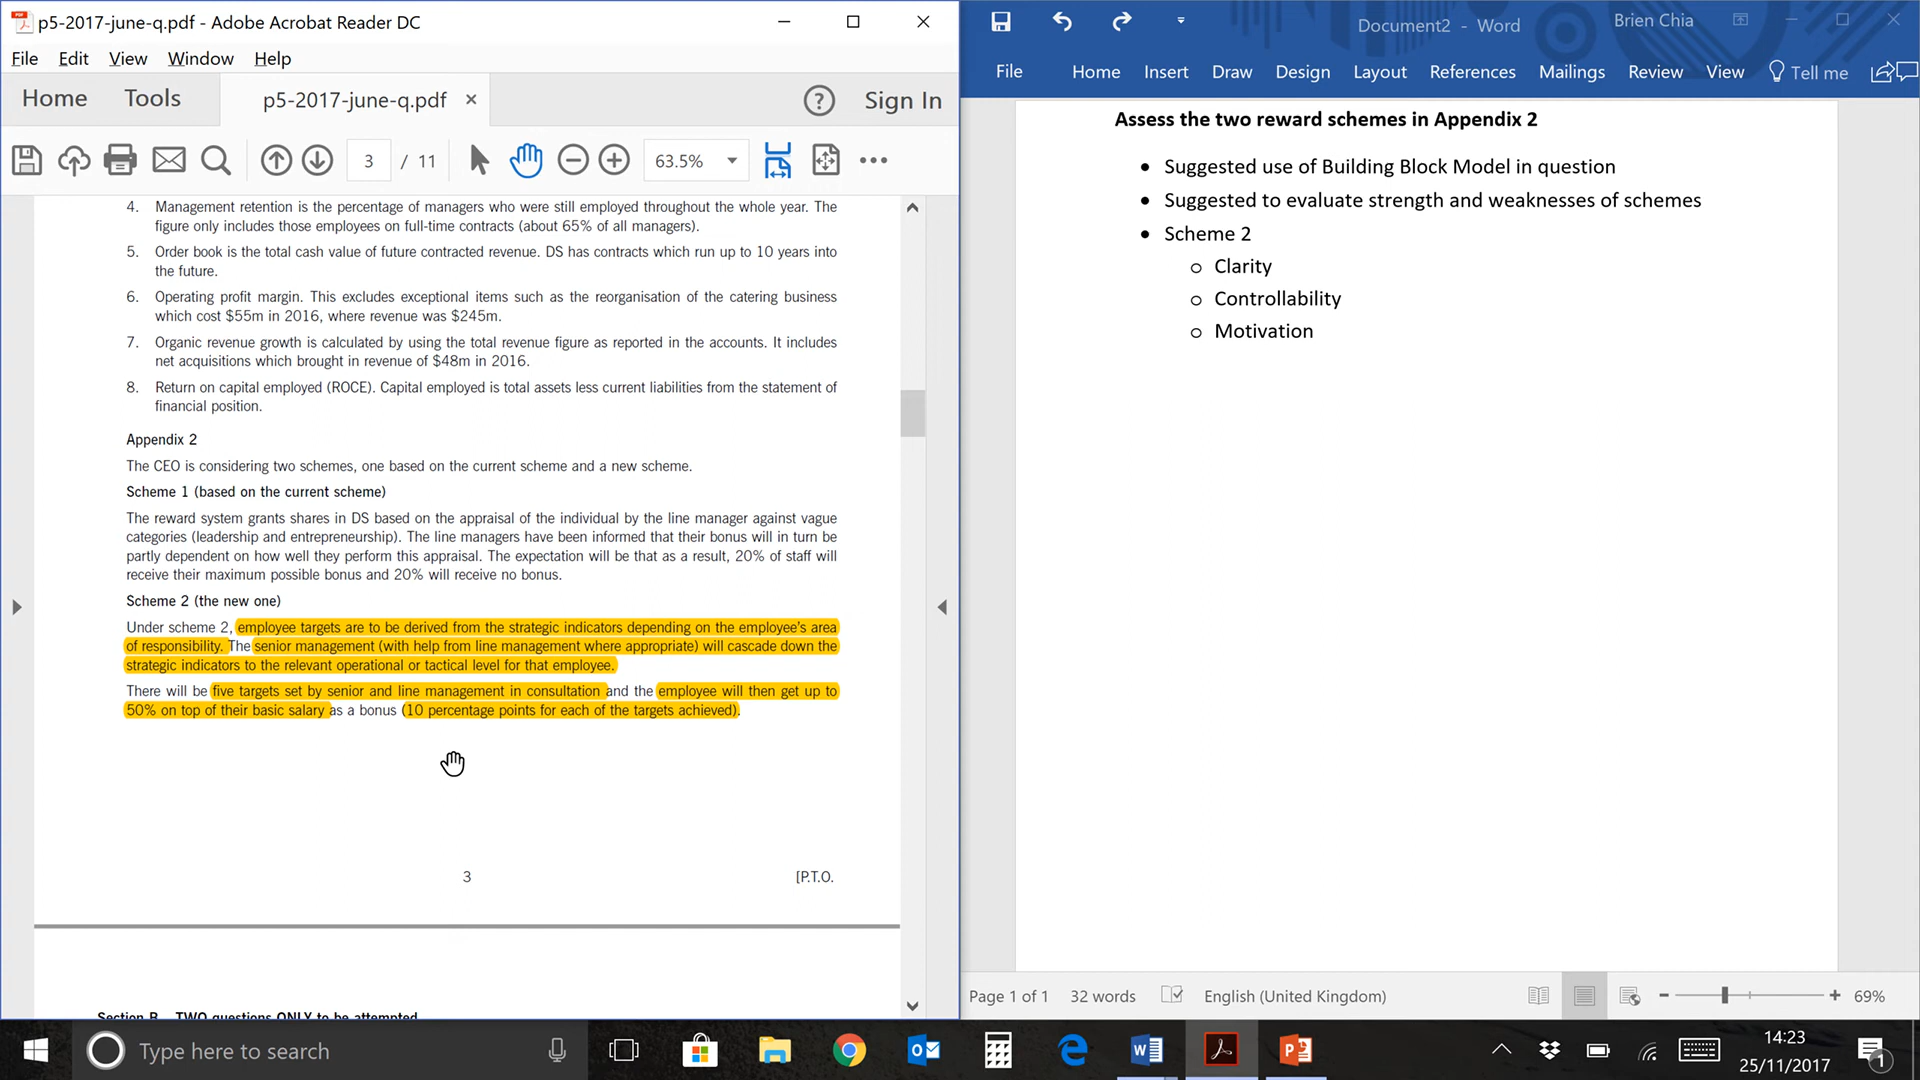 p5-2017-june-q.pdf - Adobe Acrobat Reader DC
File Edit View Window Help
Home Tools p5-2017-june-q.pdf × ? Sign In
3 / 11 63.5%
4. Management retention is the percentage of managers who were still employed throughout the whole year. The
figure only includes those employees on full-time contracts (about 65% of all managers).
5. Order book is the total cash value of future contracted revenue. DS has contracts which run up to 10 years into
the future.
6. Operating profit margin. This excludes exceptional items such as the reorganisation of the catering business
which cost $55m in 2016, where revenue was $245m.
7. Organic revenue growth is calculated by using the total revenue figure as reported in the accounts. It includes
net acquisitions which brought in revenue of $48m in 2016.
8. Return on capital employed (ROCE). Capital employed is total assets less current liabilities from the statement of
financial position.
Appendix 2
The CEO is considering two schemes, one based on the current scheme and a new scheme.
Scheme 1 (based on the current scheme)
The reward system grants shares in DS based on the appraisal of the individual by the line manager against vague
categories (leadership and entrepreneurship). The line managers have been informed that their bonus will in turn be
partly dependent on how well they perform this appraisal. The expectation will be that as a result, 20% of staff will
receive their maximum possible bonus and 20% will receive no bonus.
Scheme 2 (the new one)
Under scheme 2, employee targets are to be derived from the strategic indicators depending on the employee's area
of responsibility. The senior management (with help from line management where appropriate) will cascade down the
strategic indicators to the relevant operational or tactical level for that employee.
There will be five targets set by senior and line management in consultation and the employee will then get up to
50% on top of their basic salary as a bonus (10 percentage points for each of the targets achieved).
3 [P.T.O.
Section B – TWO questions ONLY to be attempted
Document2 - Word Brien Chia
File Home Insert Draw Design Layout References Mailings Review View Tell me
Assess the two reward schemes in Appendix 2
• Suggested use of Building Block Model in question
• Suggested to evaluate strength and weaknesses of schemes
• Scheme 2
o Clarity
o Controllability
o Motivation
Page 1 of 1 32 words English (United Kingdom) 69%
Type here to search
14:23
25/11/2017
1